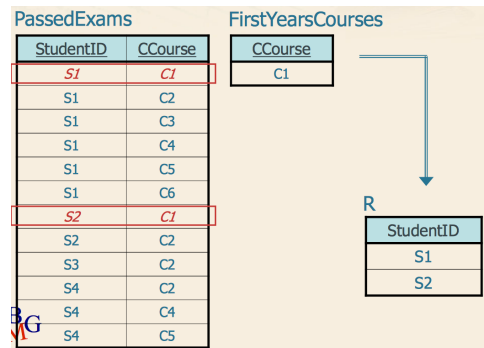 PassedExams
StudentID CCourse
S1 C1
S1 C2
S1 C3
S1 C4
S1 C5
S1 C6
S2 C1
S2 C2
S3 C2
S4 C2
S4 C4
S4 C5
FirstYearsCourses
CCourse
C1
R
StudentID
S1
S2